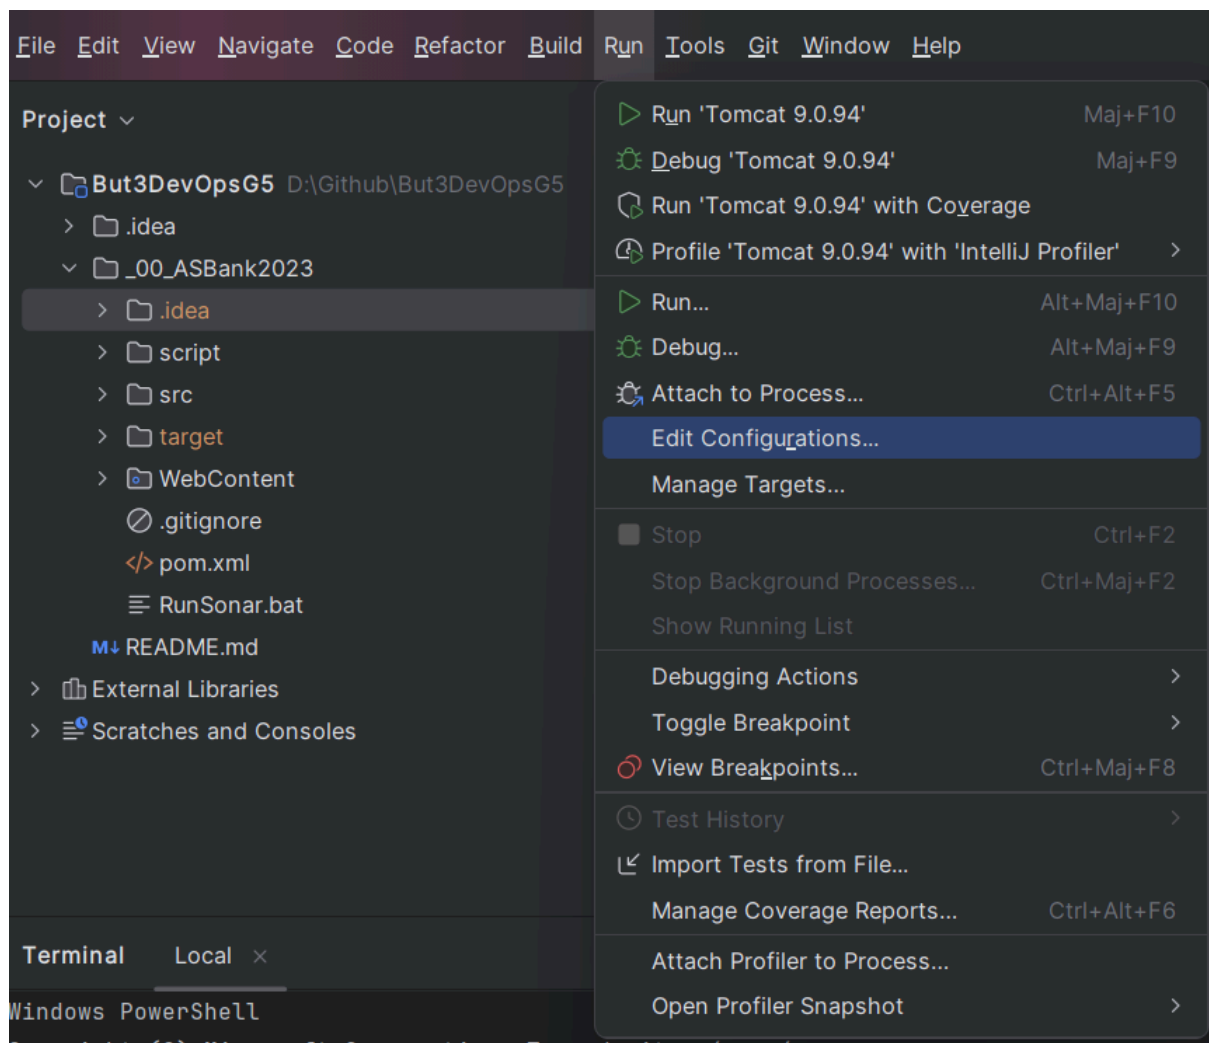 File Edit View Navigate Code Refactor Build Run Tools Git Window Help
Project
But3DevOpsG5 D:\Github\But3DevOpsG5
.idea
_00_ASBank2023
.idea
script
src
target
WebContent
.gitignore
pom.xml
RunSonar.bat
README.md
External Libraries
Scratches and Consoles
Run 'Tomcat 9.0.94' Maj+F10
Debug 'Tomcat 9.0.94' Maj+F9
Run 'Tomcat 9.0.94' with Coverage
Profile 'Tomcat 9.0.94' with 'IntelliJ Profiler'
Run... Alt+Maj+F10
Debug... Alt+Maj+F9
Attach to Process... Ctrl+Alt+F5
Edit Configurations...
Manage Targets...
Stop Ctrl+F2
Stop Background Processes... Ctrl+Maj+F2
Show Running List
Debugging Actions
Toggle Breakpoint
View Breakpoints... Ctrl+Maj+F8
Test History
Import Tests from File...
Manage Coverage Reports... Ctrl+Alt+F6
Attach Profiler to Process...
Open Profiler Snapshot
Terminal Local
Windows PowerShell